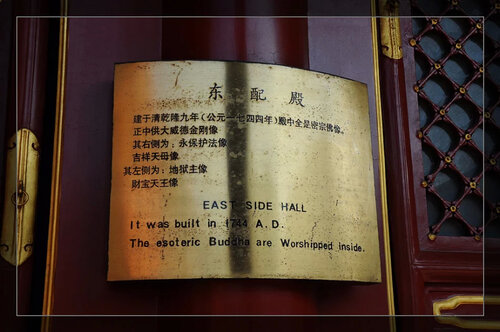 东配殿
建于清乾隆九年(公元一七四四年)殿中全是密宗佛像。
正中供大威德金刚像
其右侧为:永保护法像
吉祥天母像
其左侧为:地狱主像
财宝天王像
EAST SIDE HALL
It was built in 1744 A.D.
The esoteric Buddha are Worshipped inside.